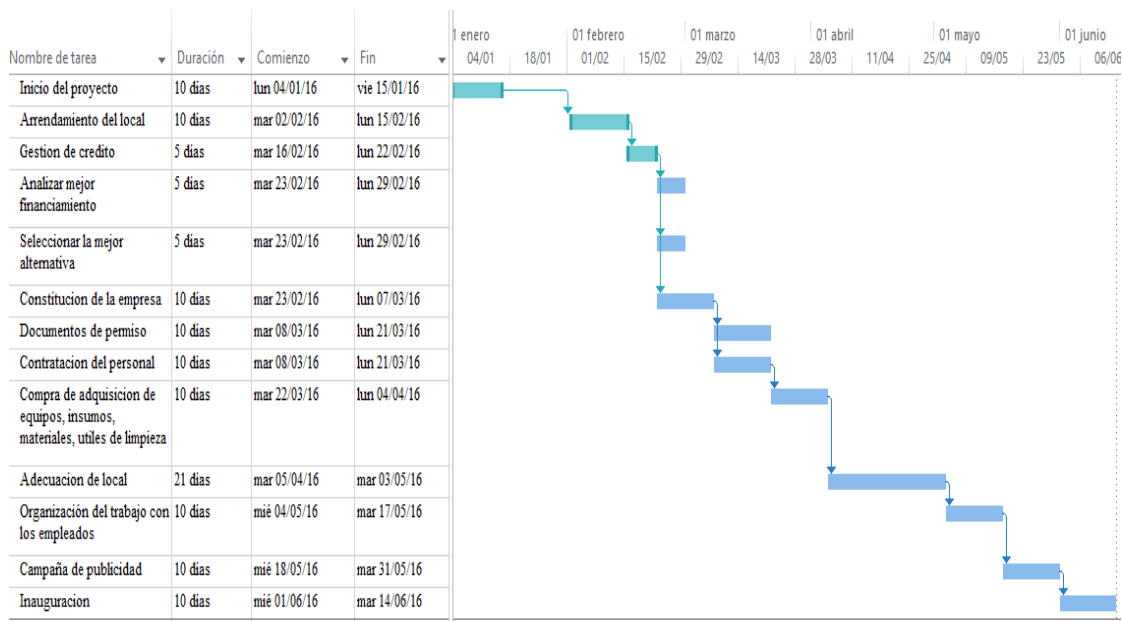 1 enero 01 febrero 01 marzo 01 abril 01 mayo 01 junio
Nombre de tarea Duración Comienzo Fin 04/01 18/01 01/02 15/02 29/02 14/03 28/03 11/04 25/04 09/05 23/05 06/06
Inicio del proyecto 10 días lun 04/01/16 vie 15/01/16
Arrendamiento del local 10 días mar 02/02/16 lun 15/02/16
Gestion de credito 5 días mar 16/02/16 lun 22/02/16
Analizar mejor 5 días mar 23/02/16 lun 29/02/16
financiamiento
Seleccionar la mejor 5 días mar 23/02/16 lun 29/02/16
alternativa
Constitucion de la empresa 10 días mar 23/02/16 lun 07/03/16
Documentos de permiso 10 días mar 08/03/16 lun 21/03/16
Contratacion del personal 10 días mar 08/03/16 lun 21/03/16
Compra de adquisicion de 10 días mar 22/03/16 lun 04/04/16
equipos, insumos,
materiales, utiles de limpieza
Adecuacion de local 21 días mar 05/04/16 mar 03/05/16
Organización del trabajo con 10 días mié 04/05/16 mar 17/05/16
los empleados
Campaña de publicidad 10 días mié 18/05/16 mar 31/05/16
Inauguracion 10 días mié 01/06/16 mar 14/06/16